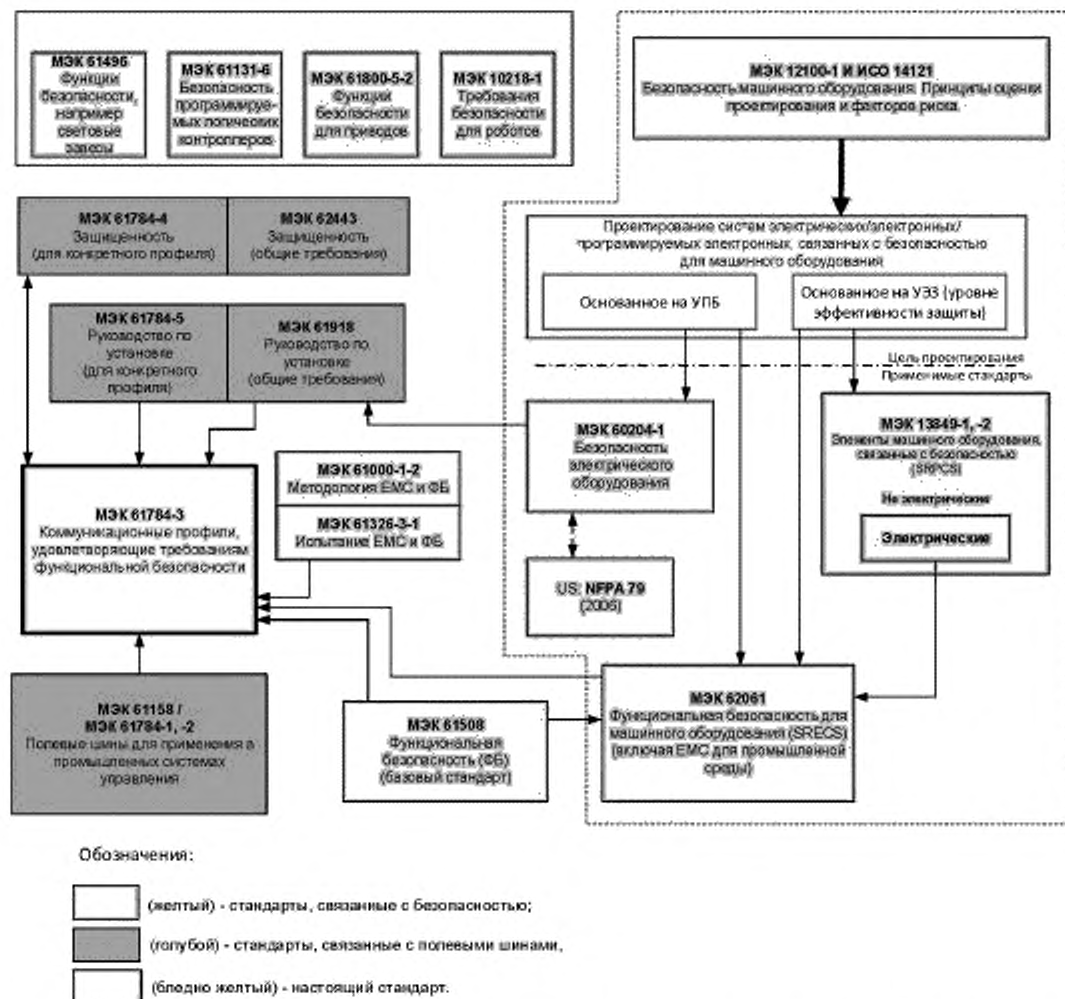 МЭК 61496
Функции
безопасности,
например
световые
завесы
МЭК 61131-6
Безопасность
программируе-
мых логических
контроллеров
МЭК 61800-5-2
Функции
безопасности
для приводов
МЭК 10218-1
Требования
безопасности
для роботов
МЭК 12100-1 И ИСО 14121
Безопасность машинного оборудования. Принципы оценки
проектирования и факторов риска.
МЭК 61784-4
Защищенность
(для конкретного профиля)
МЭК 62443
Защищенность
(общие требования)
Проектирование систем электрических/электронных/
программируемых электронных, связанных с безопасностью
для машинного оборудования
Основанное на УПБ
Основанное на УЭЗ (уровне
эффективности защиты)
МЭК 61784-5
Руководство по
установке
(для конкретного
профиля)
МЭК 61918
Руководство по
установке
(общие требования)
Цель проектирования
Применимые стандарты
МЭК 60204-1
Безопасность
электрического
оборудования
МЭК 13849-1, -2
Элементы машинного оборудования,
связанные с безопасностью
(SRPCS)
Не электрические
Электрические
МЭК 61000-1-2
Методология ЕМС и ФБ
МЭК 61326-3-1
Испытание ЕМС и ФБ
МЭК 61784-3
Коммуникационные профили,
удовлетворяющие требованиям
функциональной безопасности
US: NFPA 79
(2006)
МЭК 61158 /
МЭК 61784-1, -2
Полевые шины для применения в
промышленных системах
управления
МЭК 61508
Функциональная
безопасность (ФБ)
(базовый стандарт)
МЭК 62061
Функциональная безопасность для
машинного оборудования (SRECS)
(включая ЕМС для промышленной
среды)
Обозначения:
(желтый) - стандарты, связанные с безопасностью;
(голубой) - стандарты, связанные с полевыми шинами,
(бледно желтый) - настоящий стандарт.